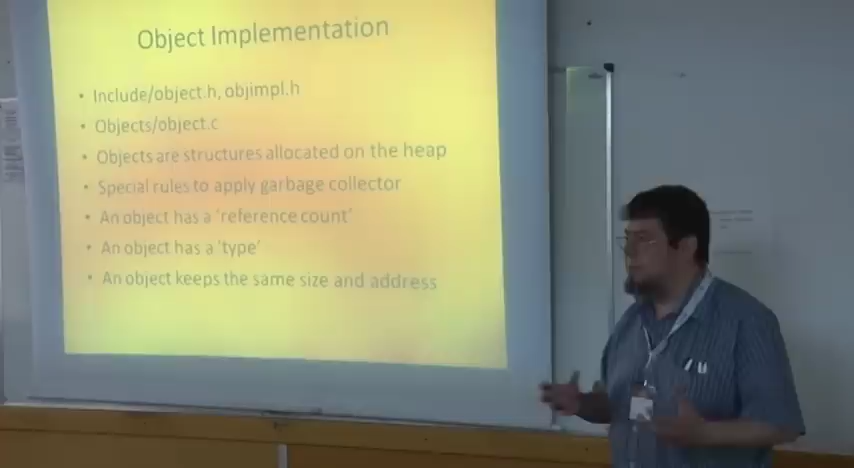 Object Implementation
• Include/object.h, objimpl.h
• Objects/object.c
• Objects are structures allocated on the heap
• Special rules to apply garbage collector
• An object has a 'reference count'
• An object has a 'type'
• An object keeps the same size and address